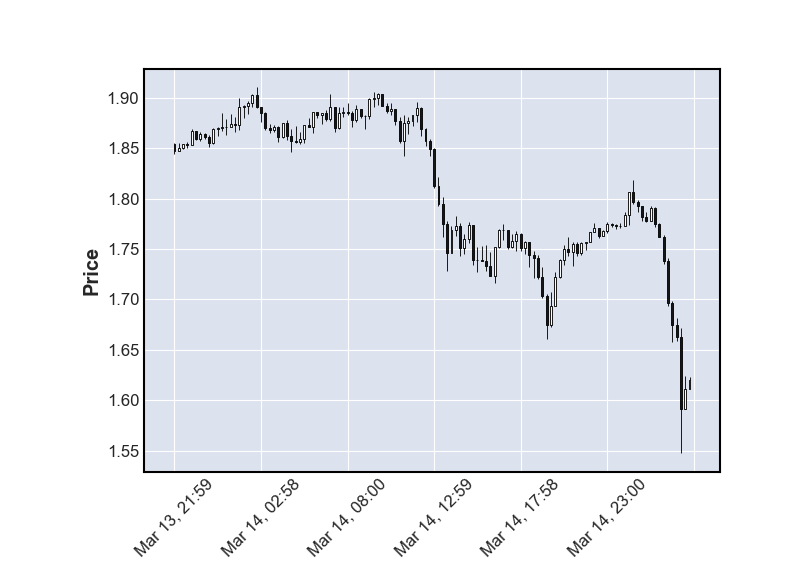 1.90
1.85
1.80
1.75
1.70
1.65
1.60
1.55
Price
Mar 13, 21:59
Mar 14, 02:58
Mar 14, 08:00
Mar 14, 12:59
Mar 14, 17:58
Mar 14, 23:00